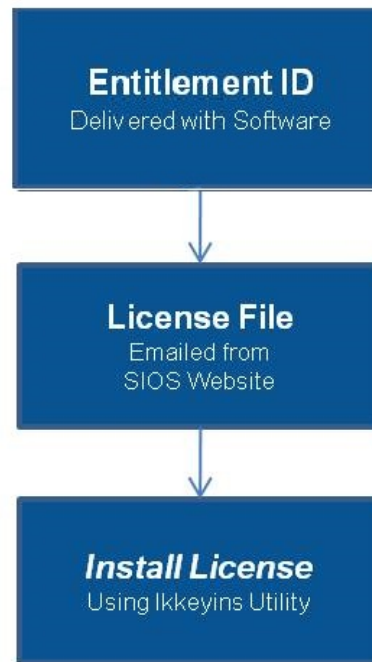 Entitlement ID
Delivered with Software
License File
Emailed from
SIOS Website
Install License
Using lkkeyins Utility